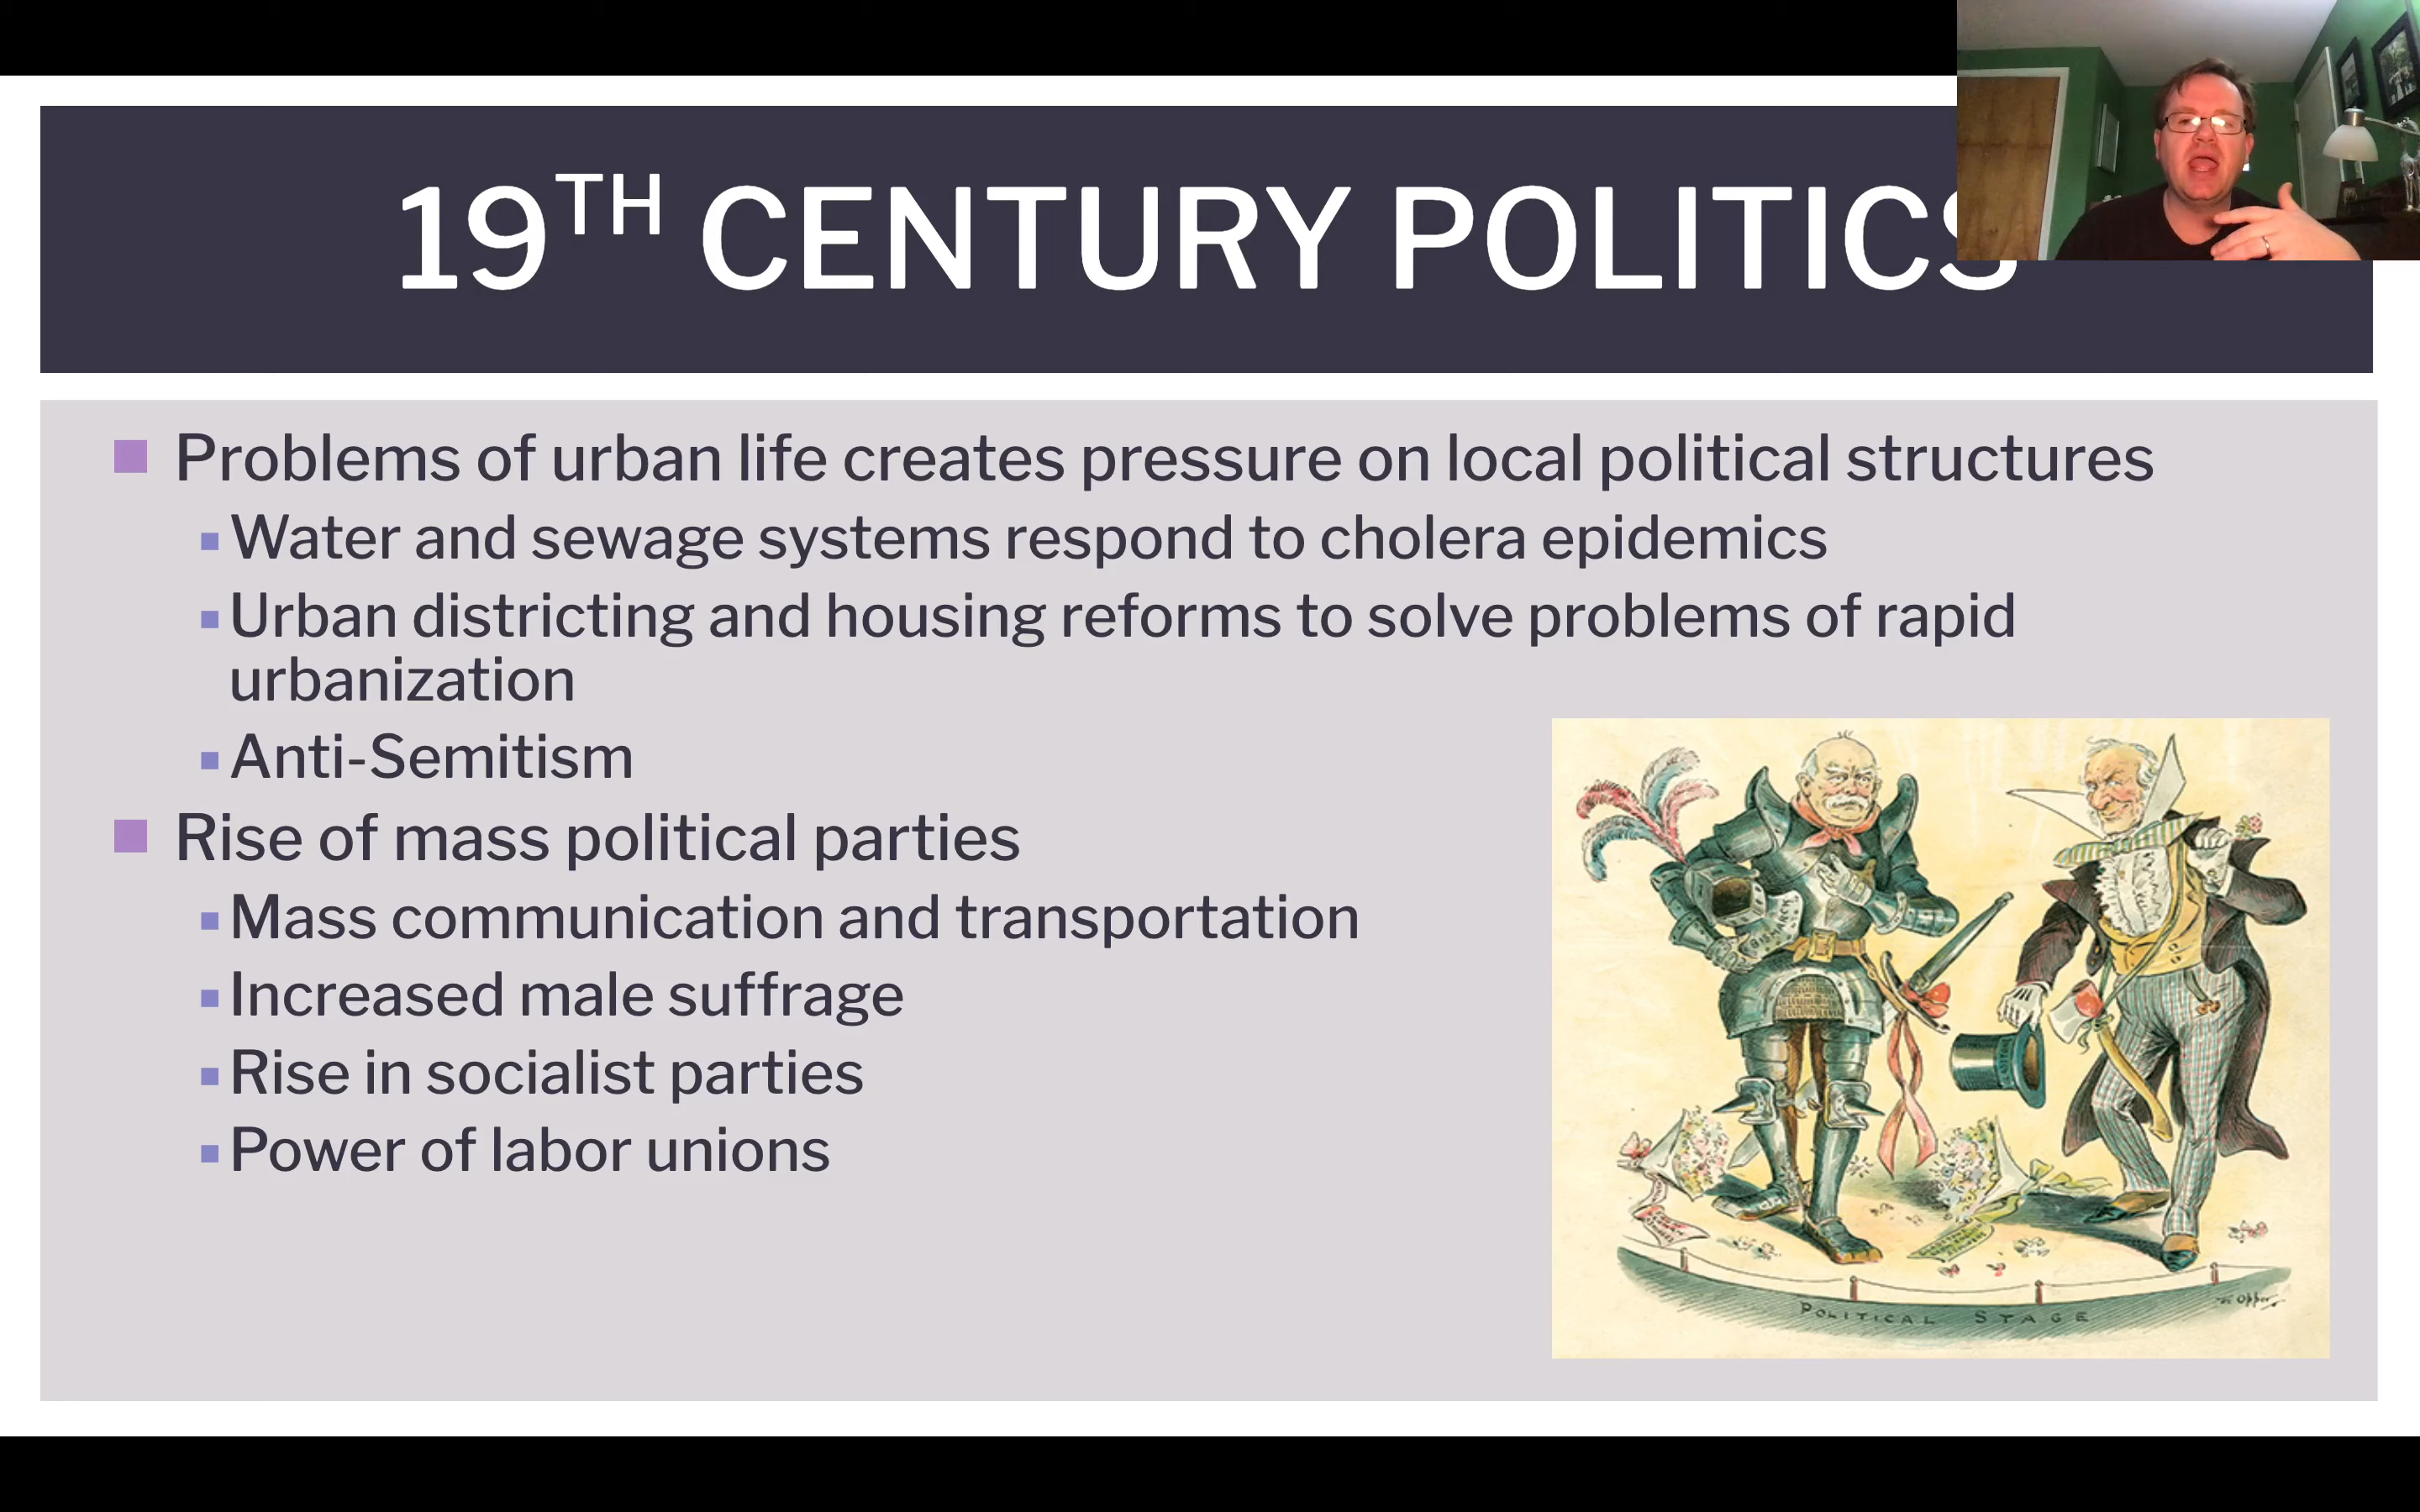 19TH CENTURY POLITICS
Problems of urban life creates pressure on local political structures
Water and sewage systems respond to cholera epidemics
Urban districting and housing reforms to solve problems of rapid
urbanization
Anti-Semitism
Rise of mass political parties
Mass communication and transportation
Increased male suffrage
Rise in socialist parties
Power of labor unions
POLITICAL STAGE